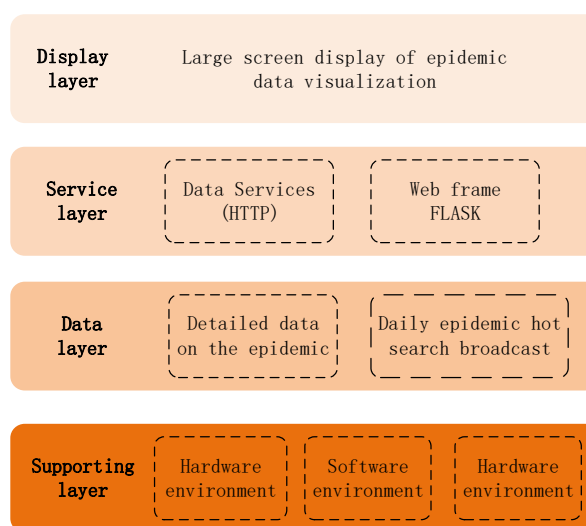 Display
layer
Large screen display of epidemic
data visualization
Service
layer
Data Services
(HTTP)
Web frame
FLASK
Data
layer
Detailed data
on the epidemic
Daily epidemic hot
search broadcast
Supporting
layer
Hardware
environment
Software
environment
Hardware
environment